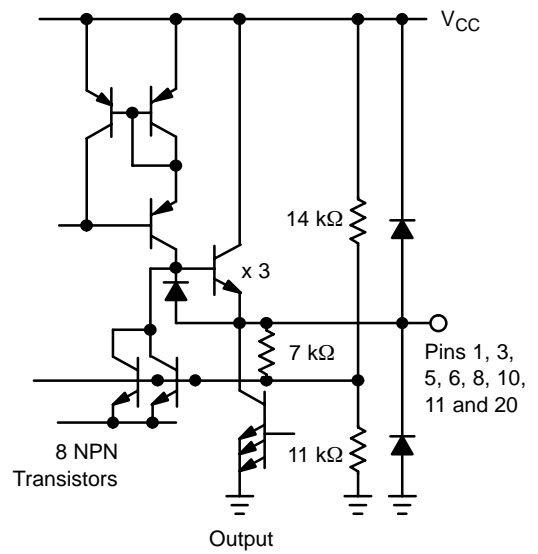 V_CC
14 kΩ
x 3
7 kΩ
Pins 1, 3,
5, 6, 8, 10,
11 and 20
11 kΩ
8 NPN
Transistors
Output